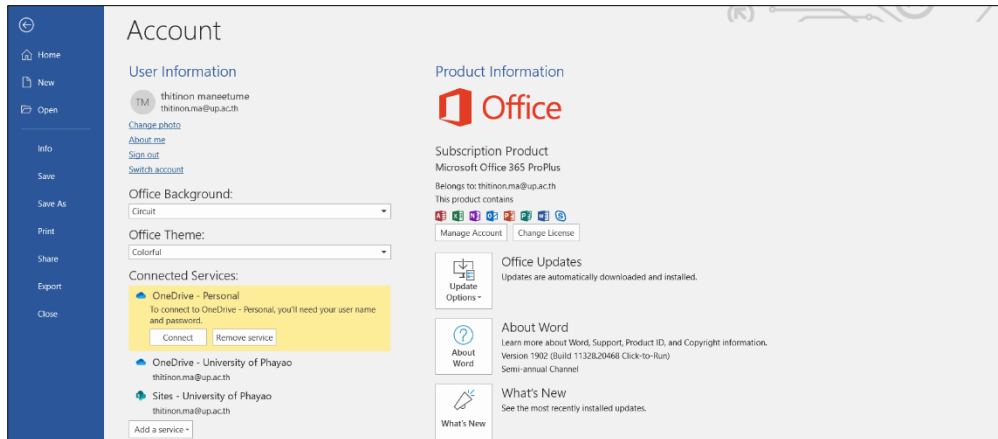 Account
Home
New
Open
Info
Save
Save As
Print
Share
Export
Close
User Information
TM
thitinon maneetume
thitinon.ma@up.ac.th
Change photo
About me
Sign out
Switch account
Office Background:
Circuit
Office Theme:
Colorful
Connected Services:
OneDrive - Personal
To connect to OneDrive - Personal, you'll need your user name
and password.
Connect Remove service
OneDrive - University of Phayao
thitinon.ma@up.ac.th
Sites - University of Phayao
thitinon.ma@up.ac.th
Add a service
Product Information
Office
Subscription Product
Microsoft Office 365 ProPlus
Belongs to: thitinon.ma@up.ac.th
This product contains
Manage Account Change License
Update
Options
Office Updates
Updates are automatically downloaded and installed.
About
Word
About Word
Learn more about Word, Support, Product ID, and Copyright information.
Version 1902 (Build 11328.20468 Click-to-Run)
Semi-annual Channel
What's New
What's New
See the most recently installed updates.